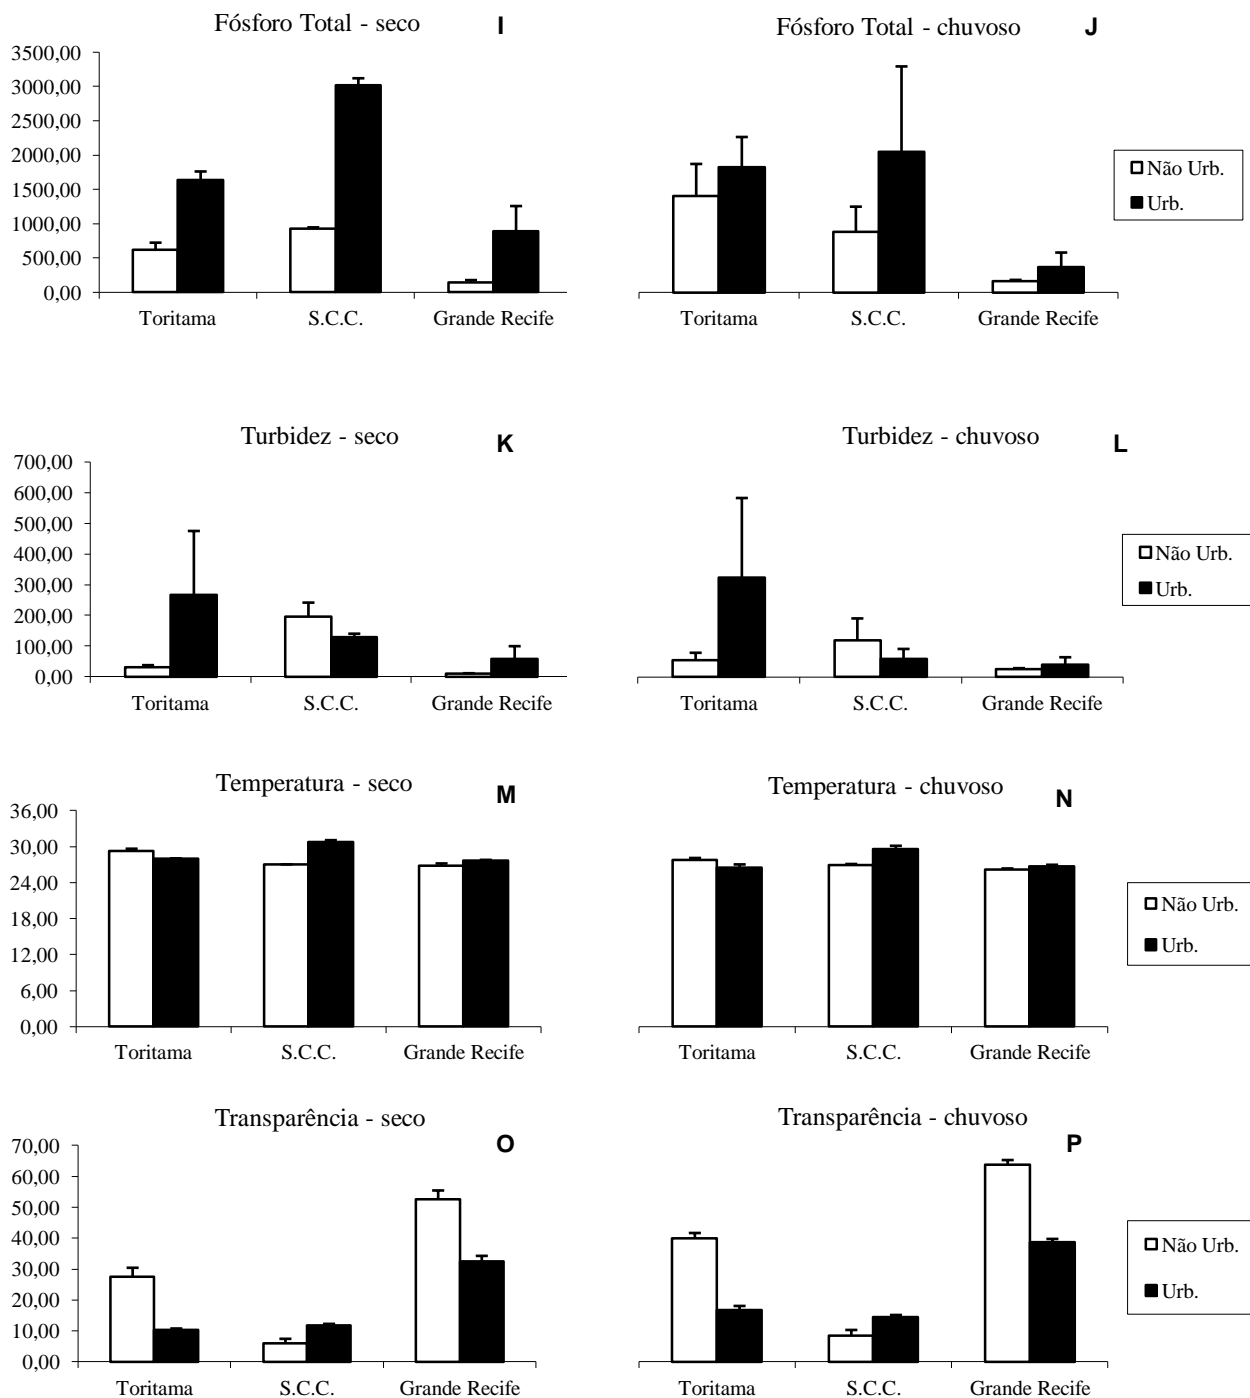 Fósforo Total - seco
I
3500,00
3000,00
2500,00
2000,00
1500,00
1000,00
500,00
0,00
Toritama
S.C.C.
Grande Recife
Fósforo Total - chuvoso
J
Toritama
S.C.C.
Grande Recife
Não Urb.
Urb.
Turbidez - seco
K
700,00
600,00
500,00
400,00
300,00
200,00
100,00
0,00
Toritama
S.C.C.
Grande Recife
Turbidez - chuvoso
L
Toritama
S.C.C.
Grande Recife
Não Urb.
Urb.
Temperatura - seco
M
36,00
30,00
24,00
18,00
12,00
6,00
0,00
Toritama
S.C.C.
Grande Recife
Temperatura - chuvoso
N
Toritama
S.C.C.
Grande Recife
Não Urb.
Urb.
Transparência - seco
O
70,00
60,00
50,00
40,00
30,00
20,00
10,00
0,00
Toritama
S.C.C.
Grande Recife
Transparência - chuvoso
P
Toritama
S.C.C.
Grande Recife
Não Urb.
Urb.